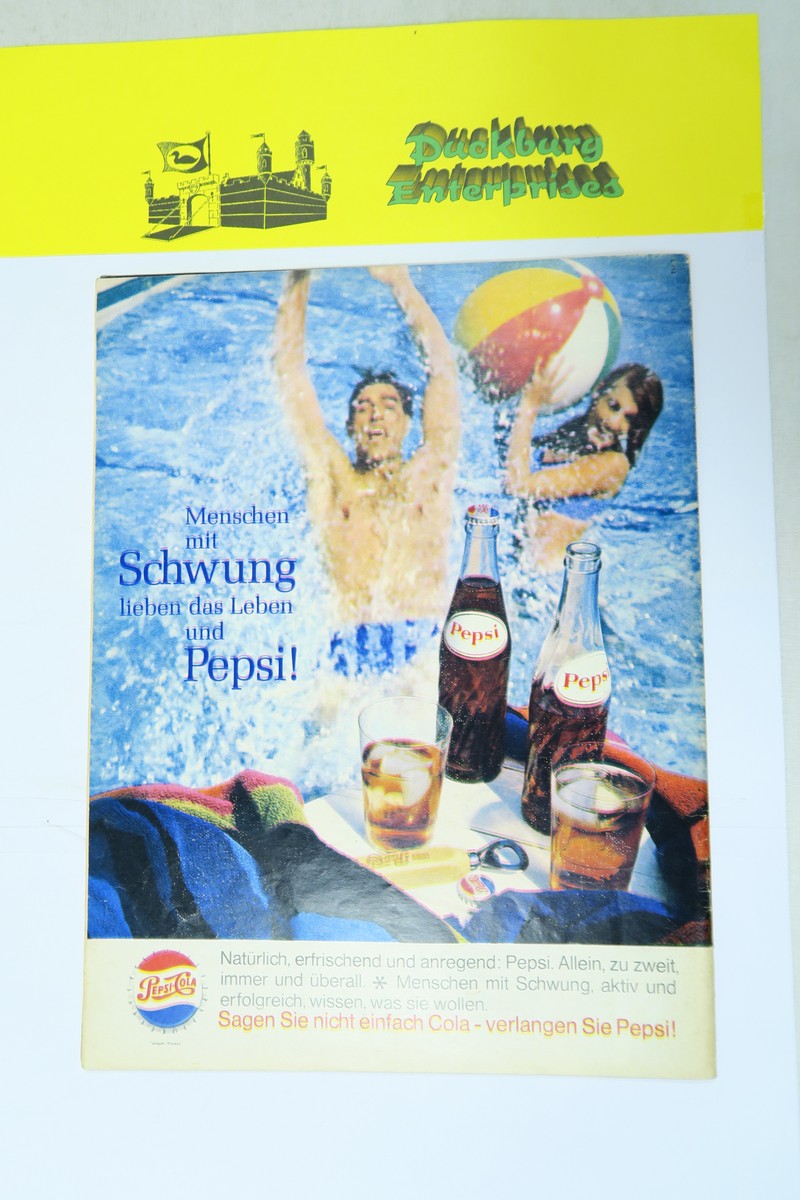 Duckburg
Enterprises
Menschen
mit
Schwung
lieben das Leben
und
Pepsi!
Pepsi
Peps
Natürlich, erfrischend und anregend: Pepsi. Allein, zu zweit,
immer und überall. * Menschen mit Schwung, aktiv und
erfolgreich, wissen, was sie wollen.
Sagen Sie nicht einfach Cola - verlangen Sie Pepsi!
PEPSI-COLA